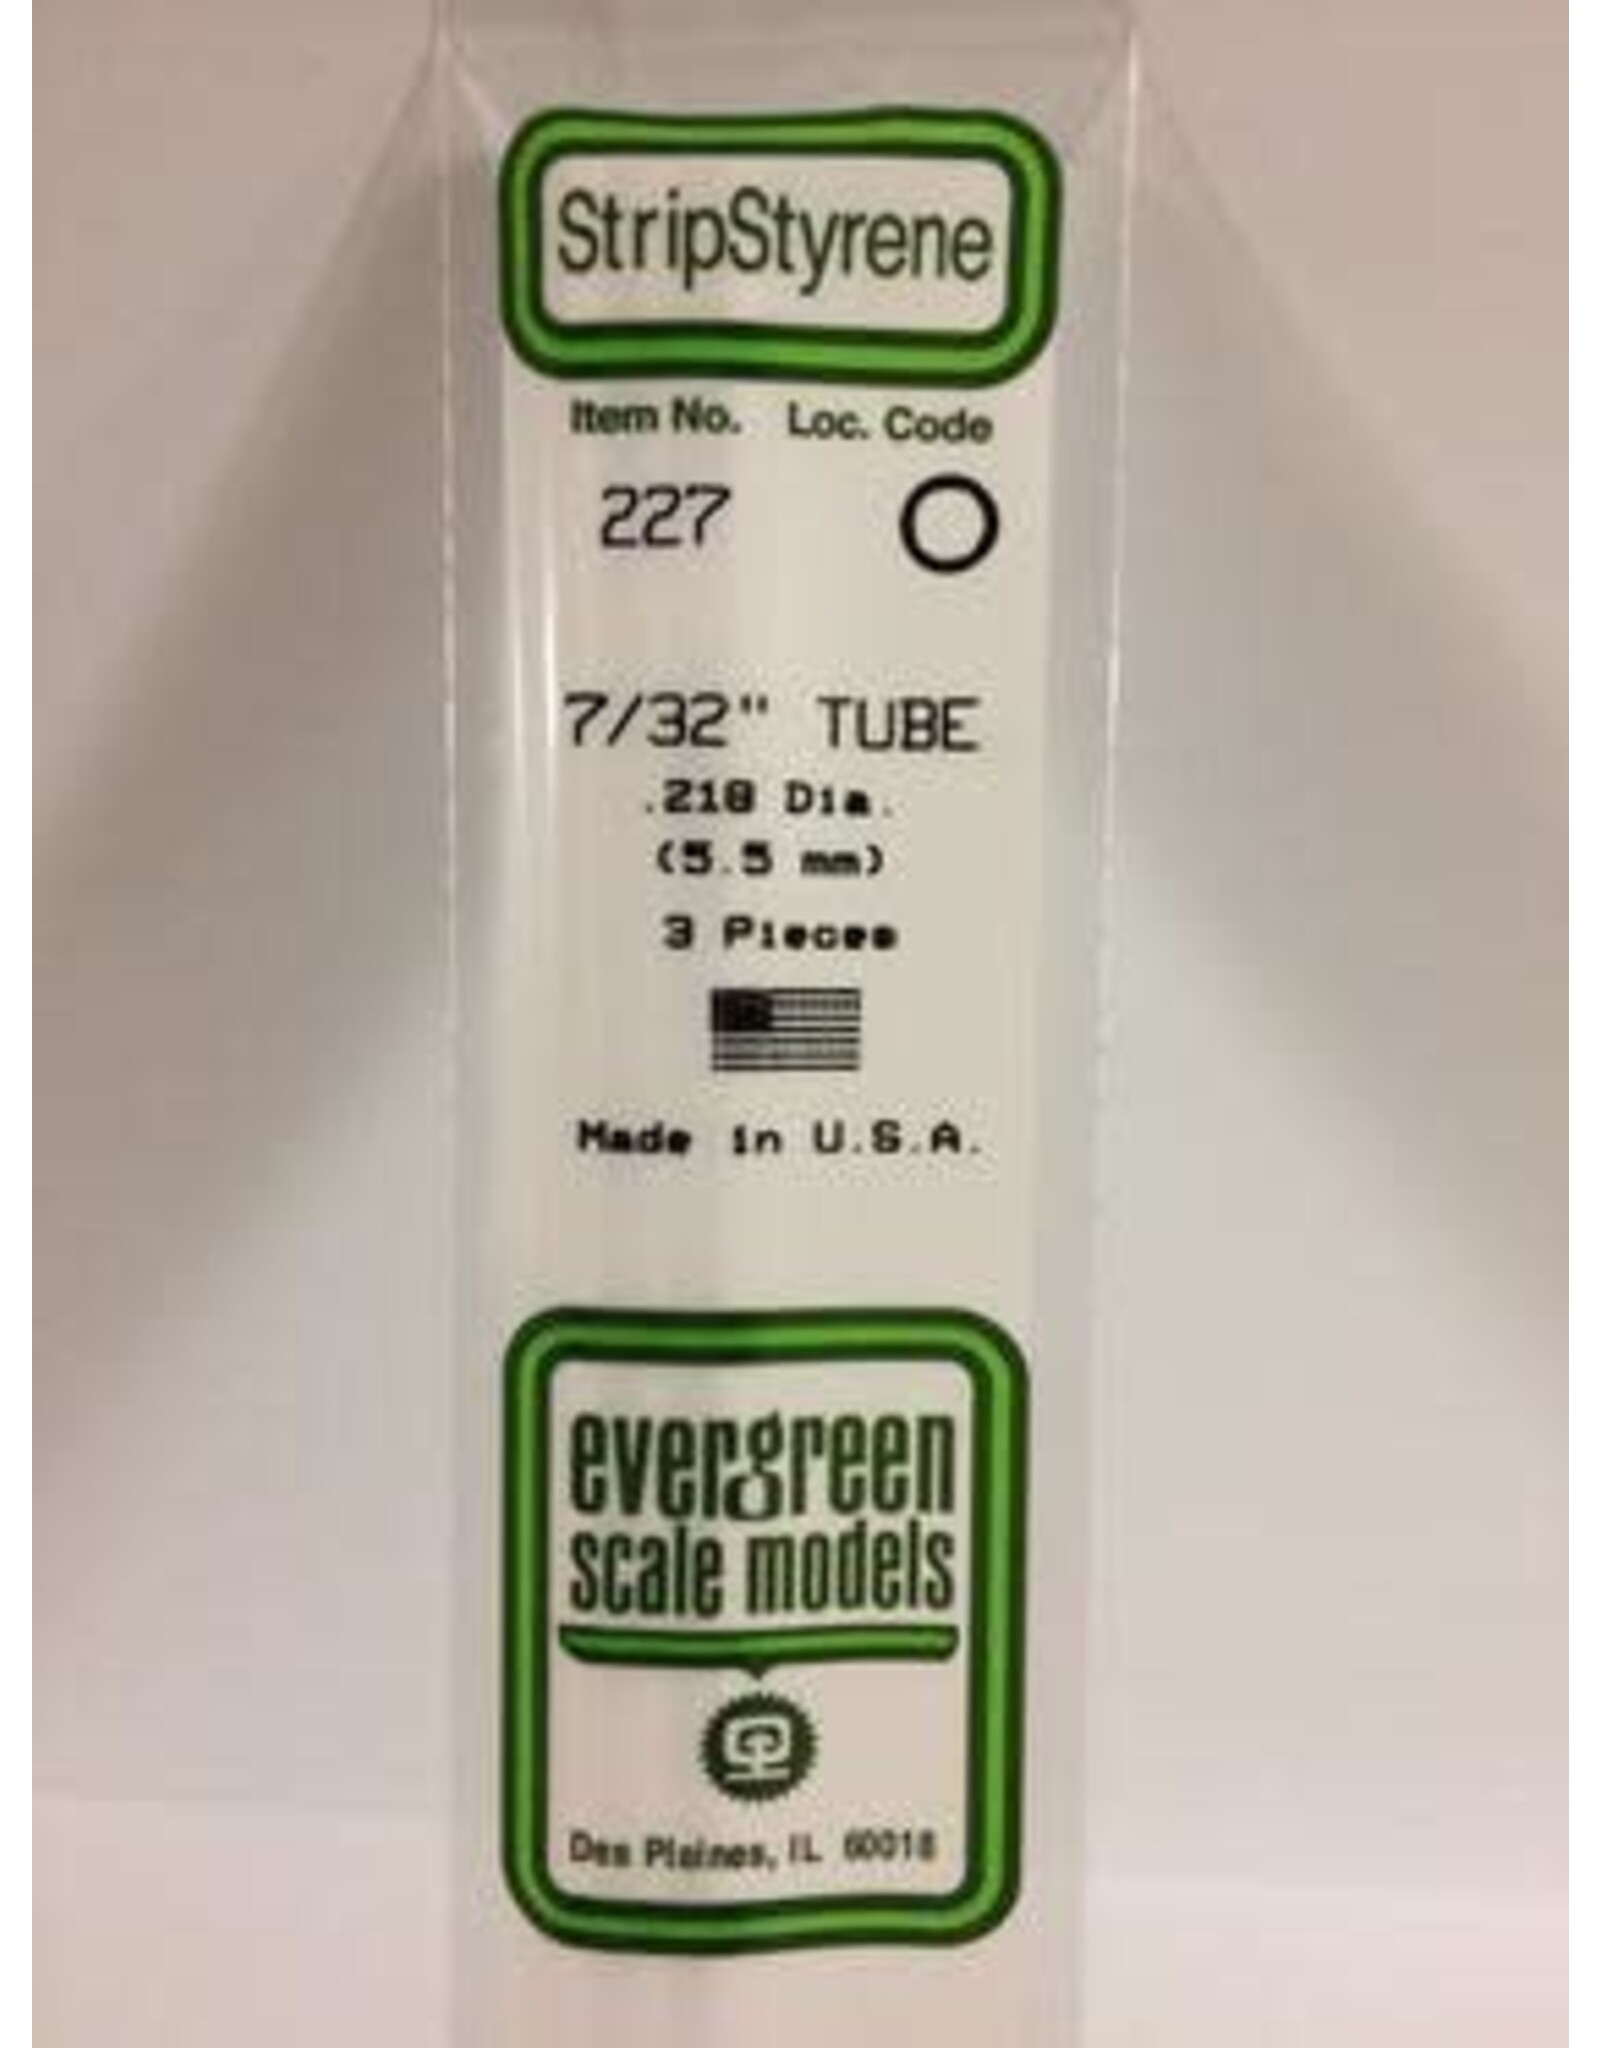 StripStyrene
Item No. Loc. Code
227
7/32" TUBE
.218 Dia.
(5.5 mm)
3 Pieces
Made in U.S.A.
evergreen
scale models
Des Plaines, IL 60018